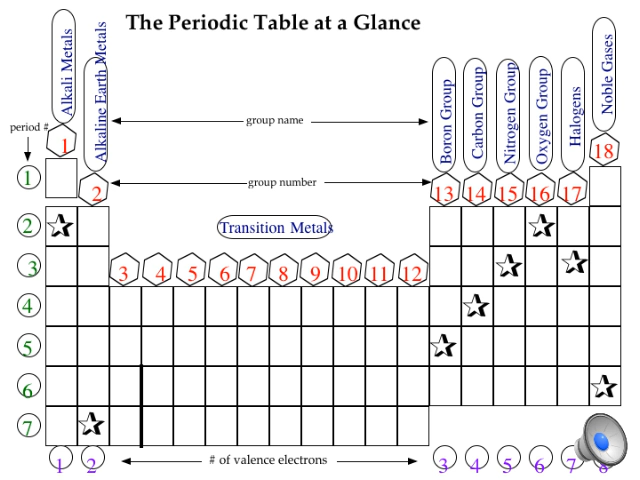 The Periodic Table at a Glance
Alkali Metals
Alkaline Earth Metals
Boron Group
Carbon Group
Nitrogen Group
Oxygen Group
Halogens
Noble Gases
group name
period #
1
18
1
group number
2
13 14 15 16 17
2
Transition Metals
3
3 4 5 6 7 8 9 10 11 12
4
5
6
7
1 2 # of valence electrons 3 4 5 6 7 8